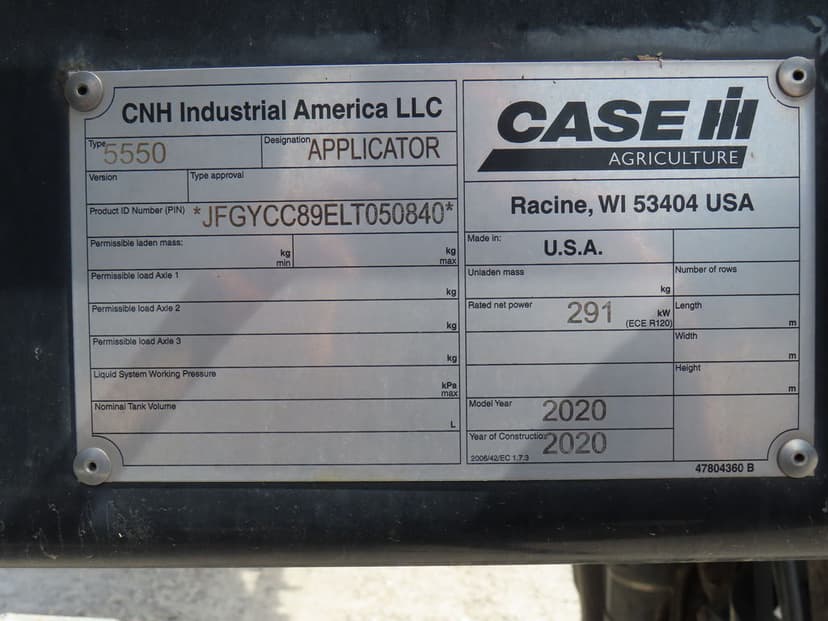 CNH Industrial America LLC
Type 5550
Designation APPLICATOR
Version
Type approval
Product ID Number (PIN) *JFGYCC89ELT050840*
Permissible laden mass:
kg
min
kg
max
Permissible load Axle 1
kg
Permissible load Axle 2
kg
Permissible load Axle 3
kg
Liquid System Working Pressure
kPa
max
Nominal Tank Volume
L
CASE IH
AGRICULTURE
Racine, WI 53404 USA
Made in:
U.S.A.
Unladen mass
kg
Number of rows
Rated net power 291 kW
(ECE R120)
Length
m
Width
m
Height
m
Model Year 2020
Year of Construction 2020
2006/42/EC 1.7.3
47804360 B